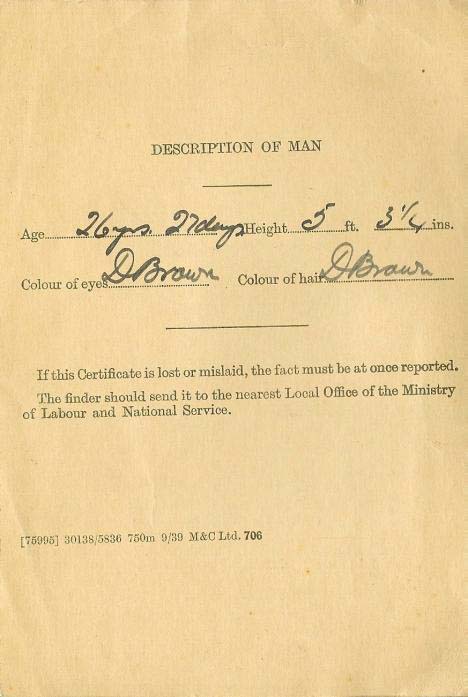 DESCRIPTION OF MAN
Age 26 yrs. 27 days Height 5 ft. 3 1/4 ins.
Colour of eyes D Brown Colour of hair D Brown
If this Certificate is lost or mislaid, the fact must be at once reported.
The finder should send it to the nearest Local Office of the Ministry
of Labour and National Service.
[75995] 30138/5836 750m 9/39 M&C Ltd. 706